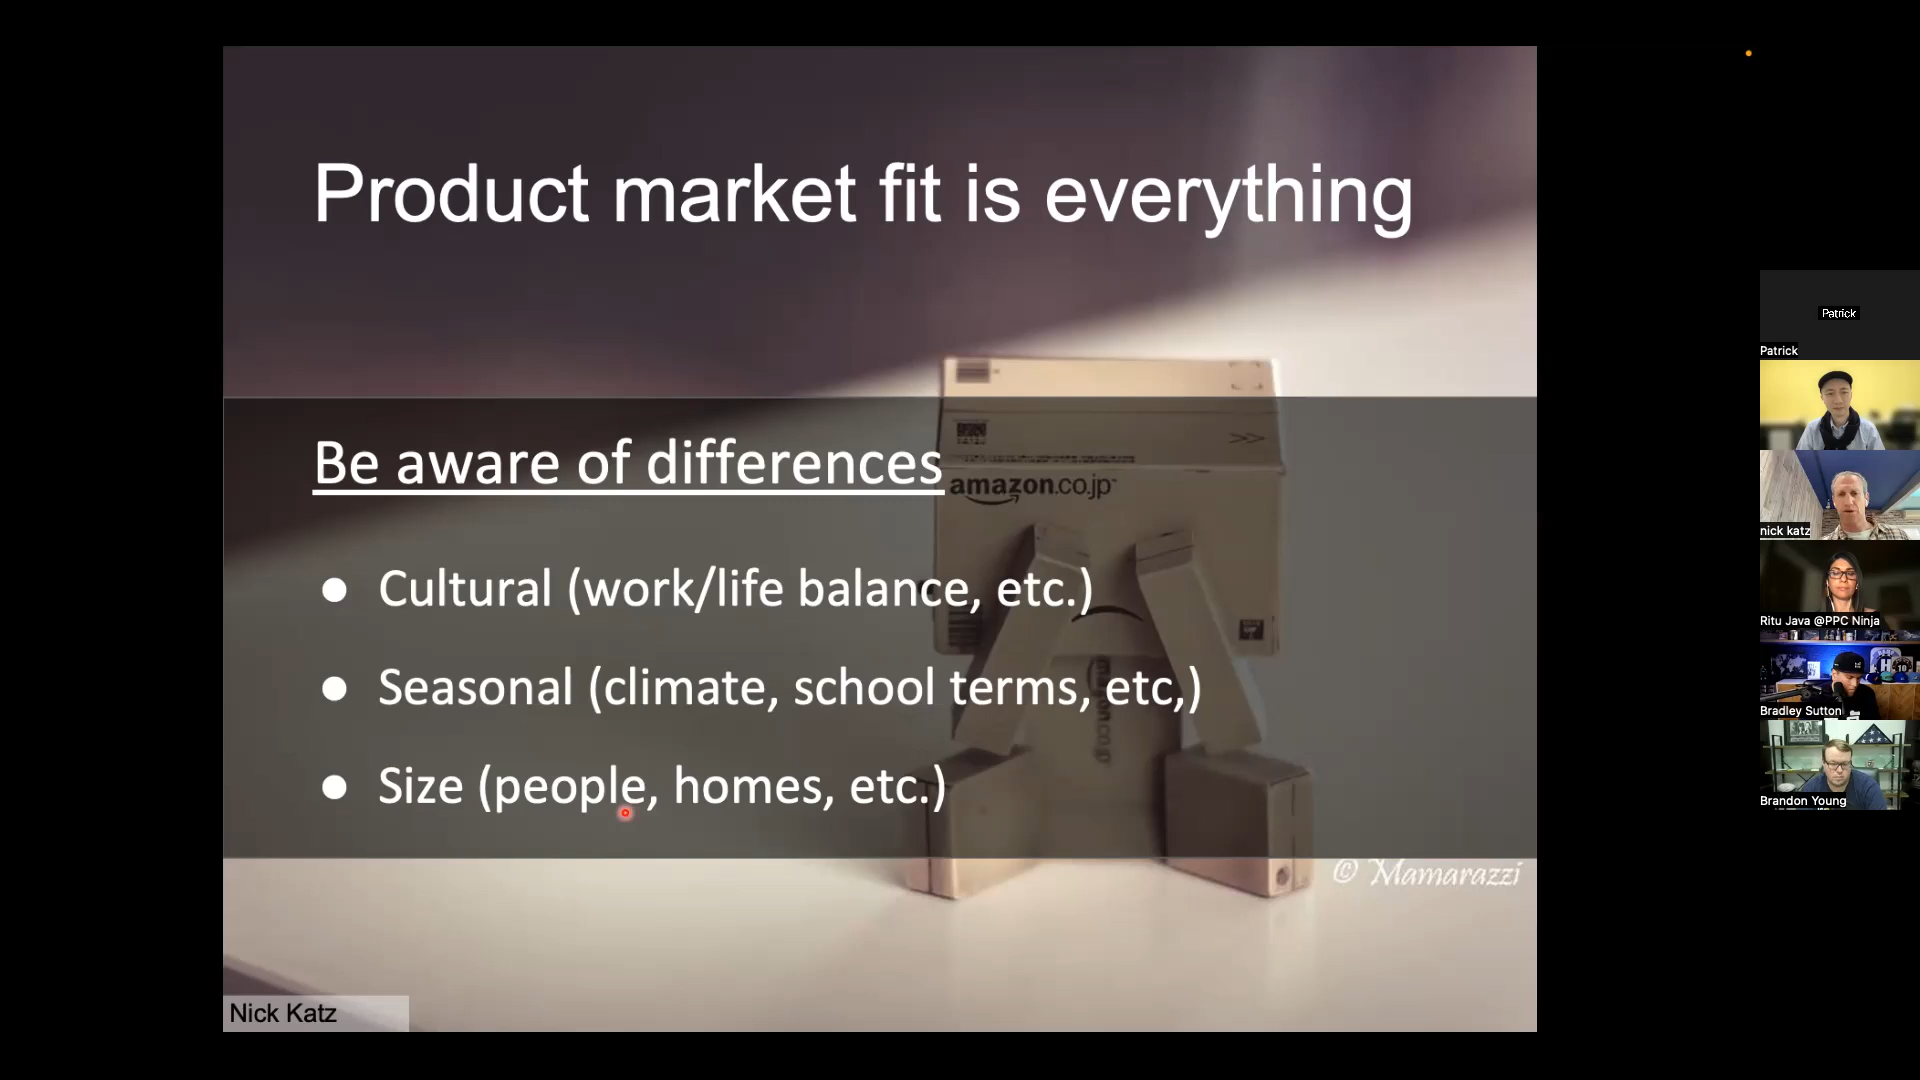 Product market fit is everything
Be aware of differences
amazon.co.jp
● Cultural (work/life balance, etc.)
● Seasonal (climate, school terms, etc,)
● Size (people, homes, etc.)
© Mamarazzi
Nick Katz
Patrick
Patrick
nick katz
Ritu Java @PPC Ninja
Bradley Sutton
Brandon Young